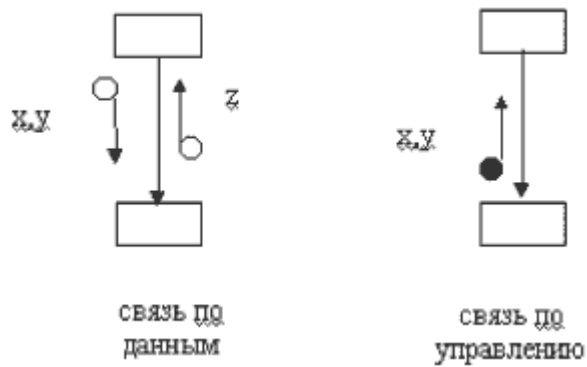 x,y
z
x,y
связь по
данным
связь по
управлению